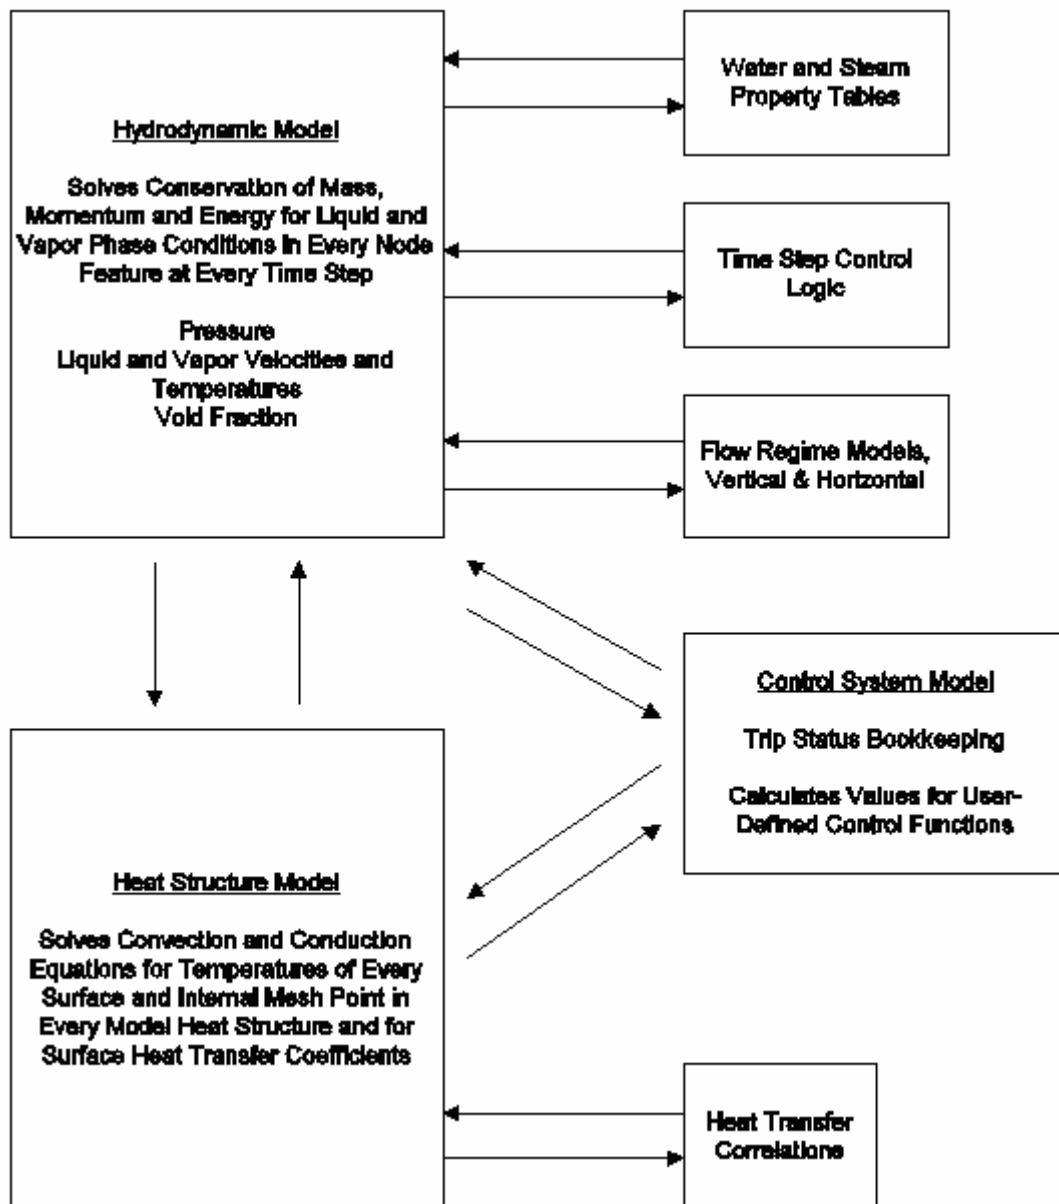 Hydrodynamic Model
Solves Conservation of Mass,
Momentum and Energy for Liquid and
Vapor Phase Conditions in Every Node
Feature at Every Time Step
Pressure
Liquid and Vapor Velocities and
Temperatures
Void Fraction
Water and Steam
Property Tables
Time Step Control
Logic
Flow Regime Models,
Vertical & Horizontal
Control System Model
Trip Status Bookkeeping
Calculates Values for User-
Defined Control Functions
Heat Structure Model
Solves Convection and Conduction
Equations for Temperatures of Every
Surface and Internal Mesh Point in
Every Model Heat Structure and for
Surface Heat Transfer Coefficients
Heat Transfer
Correlations